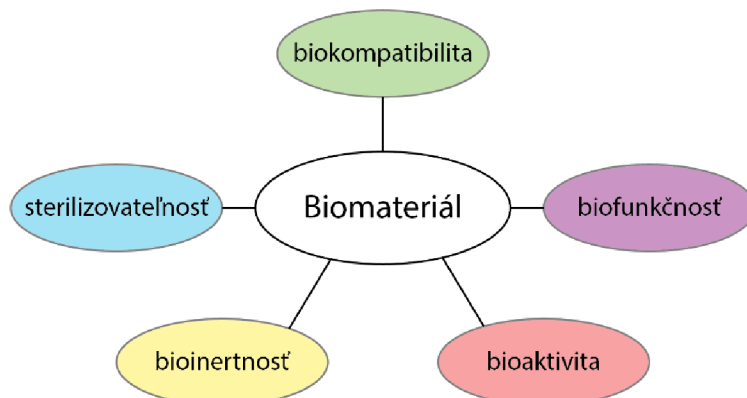 biokompatibilita
sterilizovateľnosť
Biomateriál
biofunkčnosť
bioinertnosť
bioaktivita